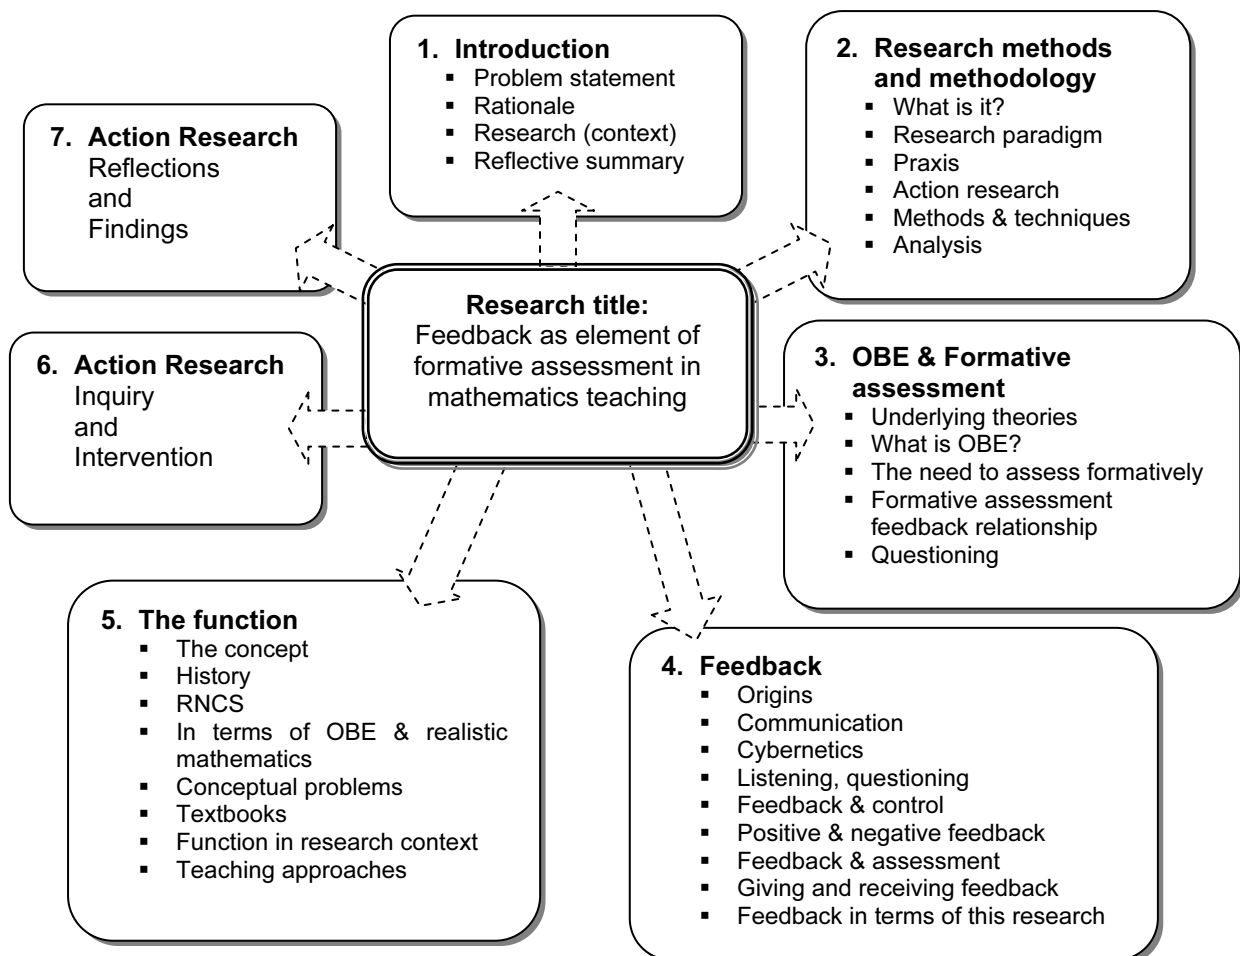 1. Introduction
▪ Problem statement
▪ Rationale
▪ Research (context)
▪ Reflective summary
2. Research methods
and methodology
▪ What is it?
▪ Research paradigm
▪ Praxis
▪ Action research
▪ Methods & techniques
▪ Analysis
7. Action Research
Reflections
and
Findings
Research title:
Feedback as element of
formative assessment in
mathematics teaching
3. OBE & Formative
assessment
▪ Underlying theories
▪ What is OBE?
▪ The need to assess formatively
▪ Formative assessment
feedback relationship
▪ Questioning
6. Action Research
Inquiry
and
Intervention
5. The function
▪ The concept
▪ History
▪ RNCS
▪ In terms of OBE & realistic
mathematics
▪ Conceptual problems
▪ Textbooks
▪ Function in research context
▪ Teaching approaches
4. Feedback
▪ Origins
▪ Communication
▪ Cybernetics
▪ Listening, questioning
▪ Feedback & control
▪ Positive & negative feedback
▪ Feedback & assessment
▪ Giving and receiving feedback
▪ Feedback in terms of this research